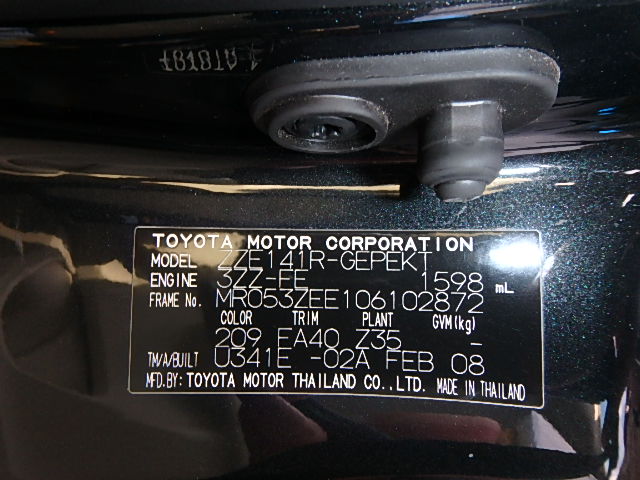 TOYOTA MOTOR CORPORATION
MODEL ZZE141R-GEPEKT
ENGINE 3ZZ-FE 1598 mL
FRAME No. MR053ZEE106102872
COLOR TRIM PLANT GVM(kg)
209 EA40 Z35 -
TM/A/BUILT U341E -02A FEB 08
MFD.BY: TOYOTA MOTOR THAILAND CO.,LTD. MADE IN THAILAND